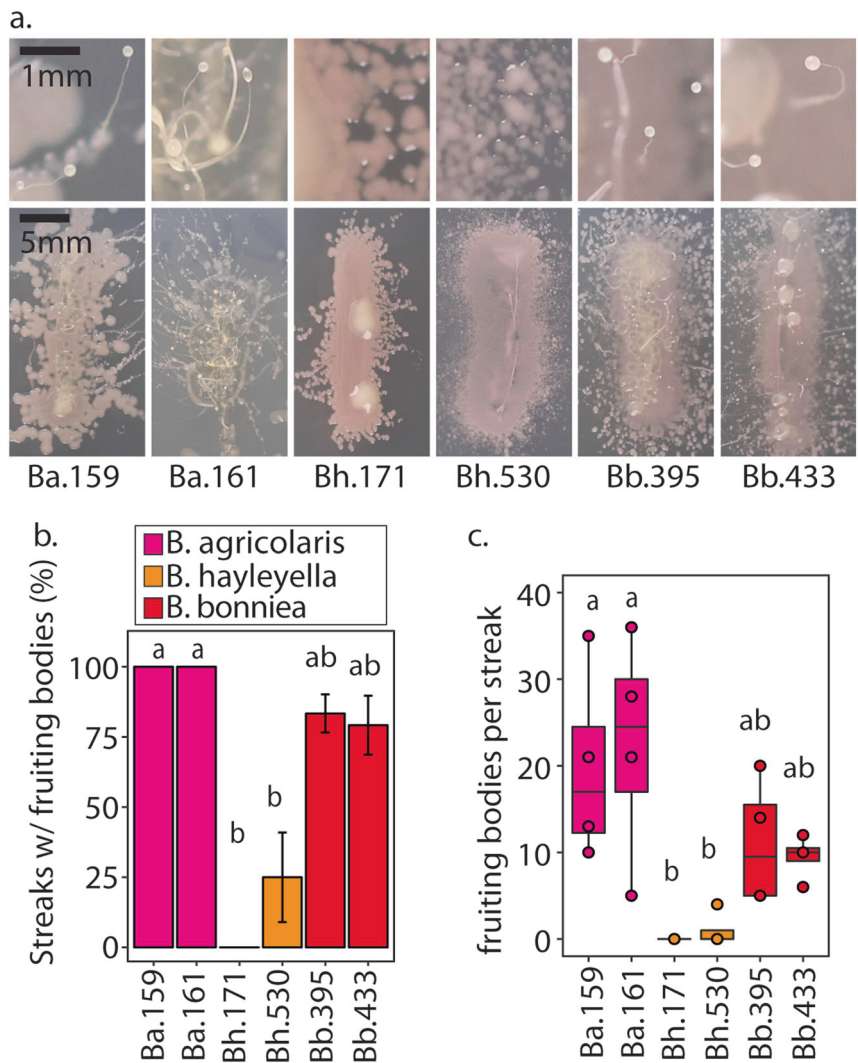 a.
1mm
5mm
Ba.159 Ba.161 Bh.171 Bh.530 Bb.395 Bb.433
b.
B. agricolaris
B. hayleyella
B. bonniea
Streaks w/ fruiting bodies (%)
100
75
50
25
0
a a b b ab ab
Ba.159
Ba.161
Bh.171
Bh.530
Bb.395
Bb.433
c.
fruiting bodies per streak
40
30
20
10
0
a a b b ab ab
Ba.159
Ba.161
Bh.171
Bh.530
Bb.395
Bb.433